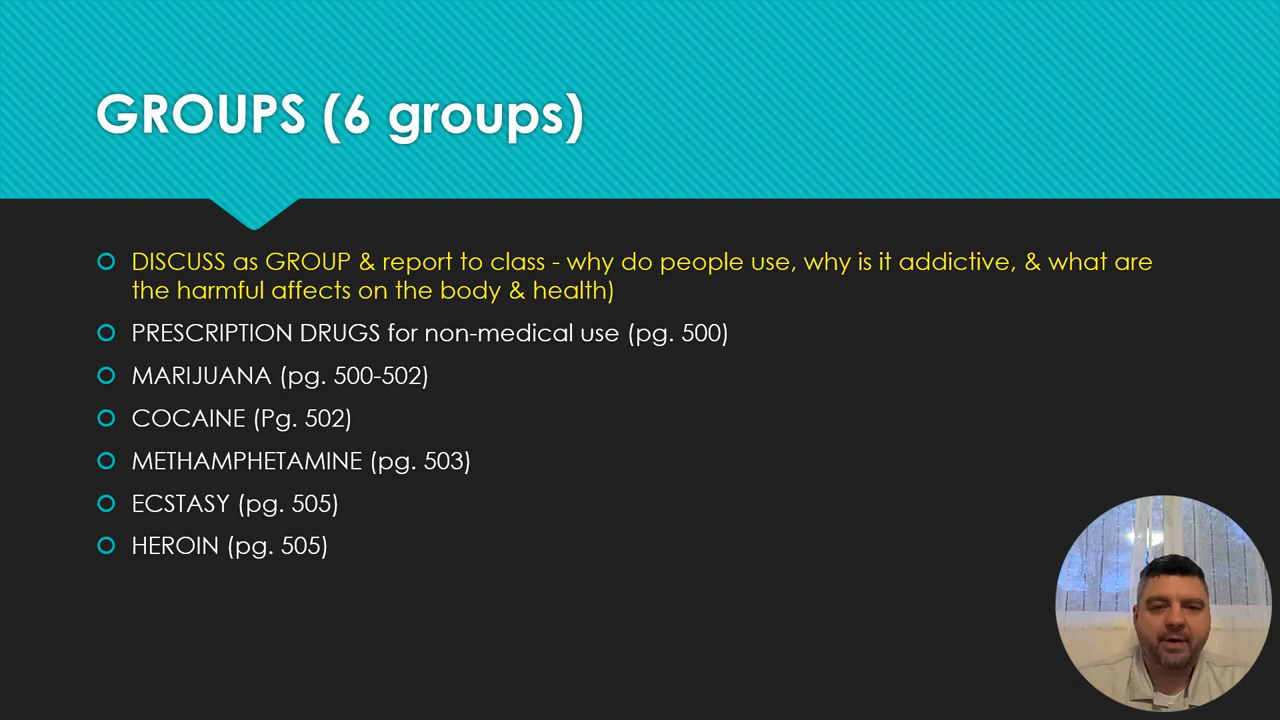 GROUPS (6 groups)
DISCUSS as GROUP & report to class - why do people use, why is it addictive, & what are
the harmful affects on the body & health)
PRESCRIPTION DRUGS for non-medical use (pg. 500)
MARIJUANA (pg. 500-502)
COCAINE (Pg. 502)
METHAMPHETAMINE (pg. 503)
ECSTASY (pg. 505)
HEROIN (pg. 505)